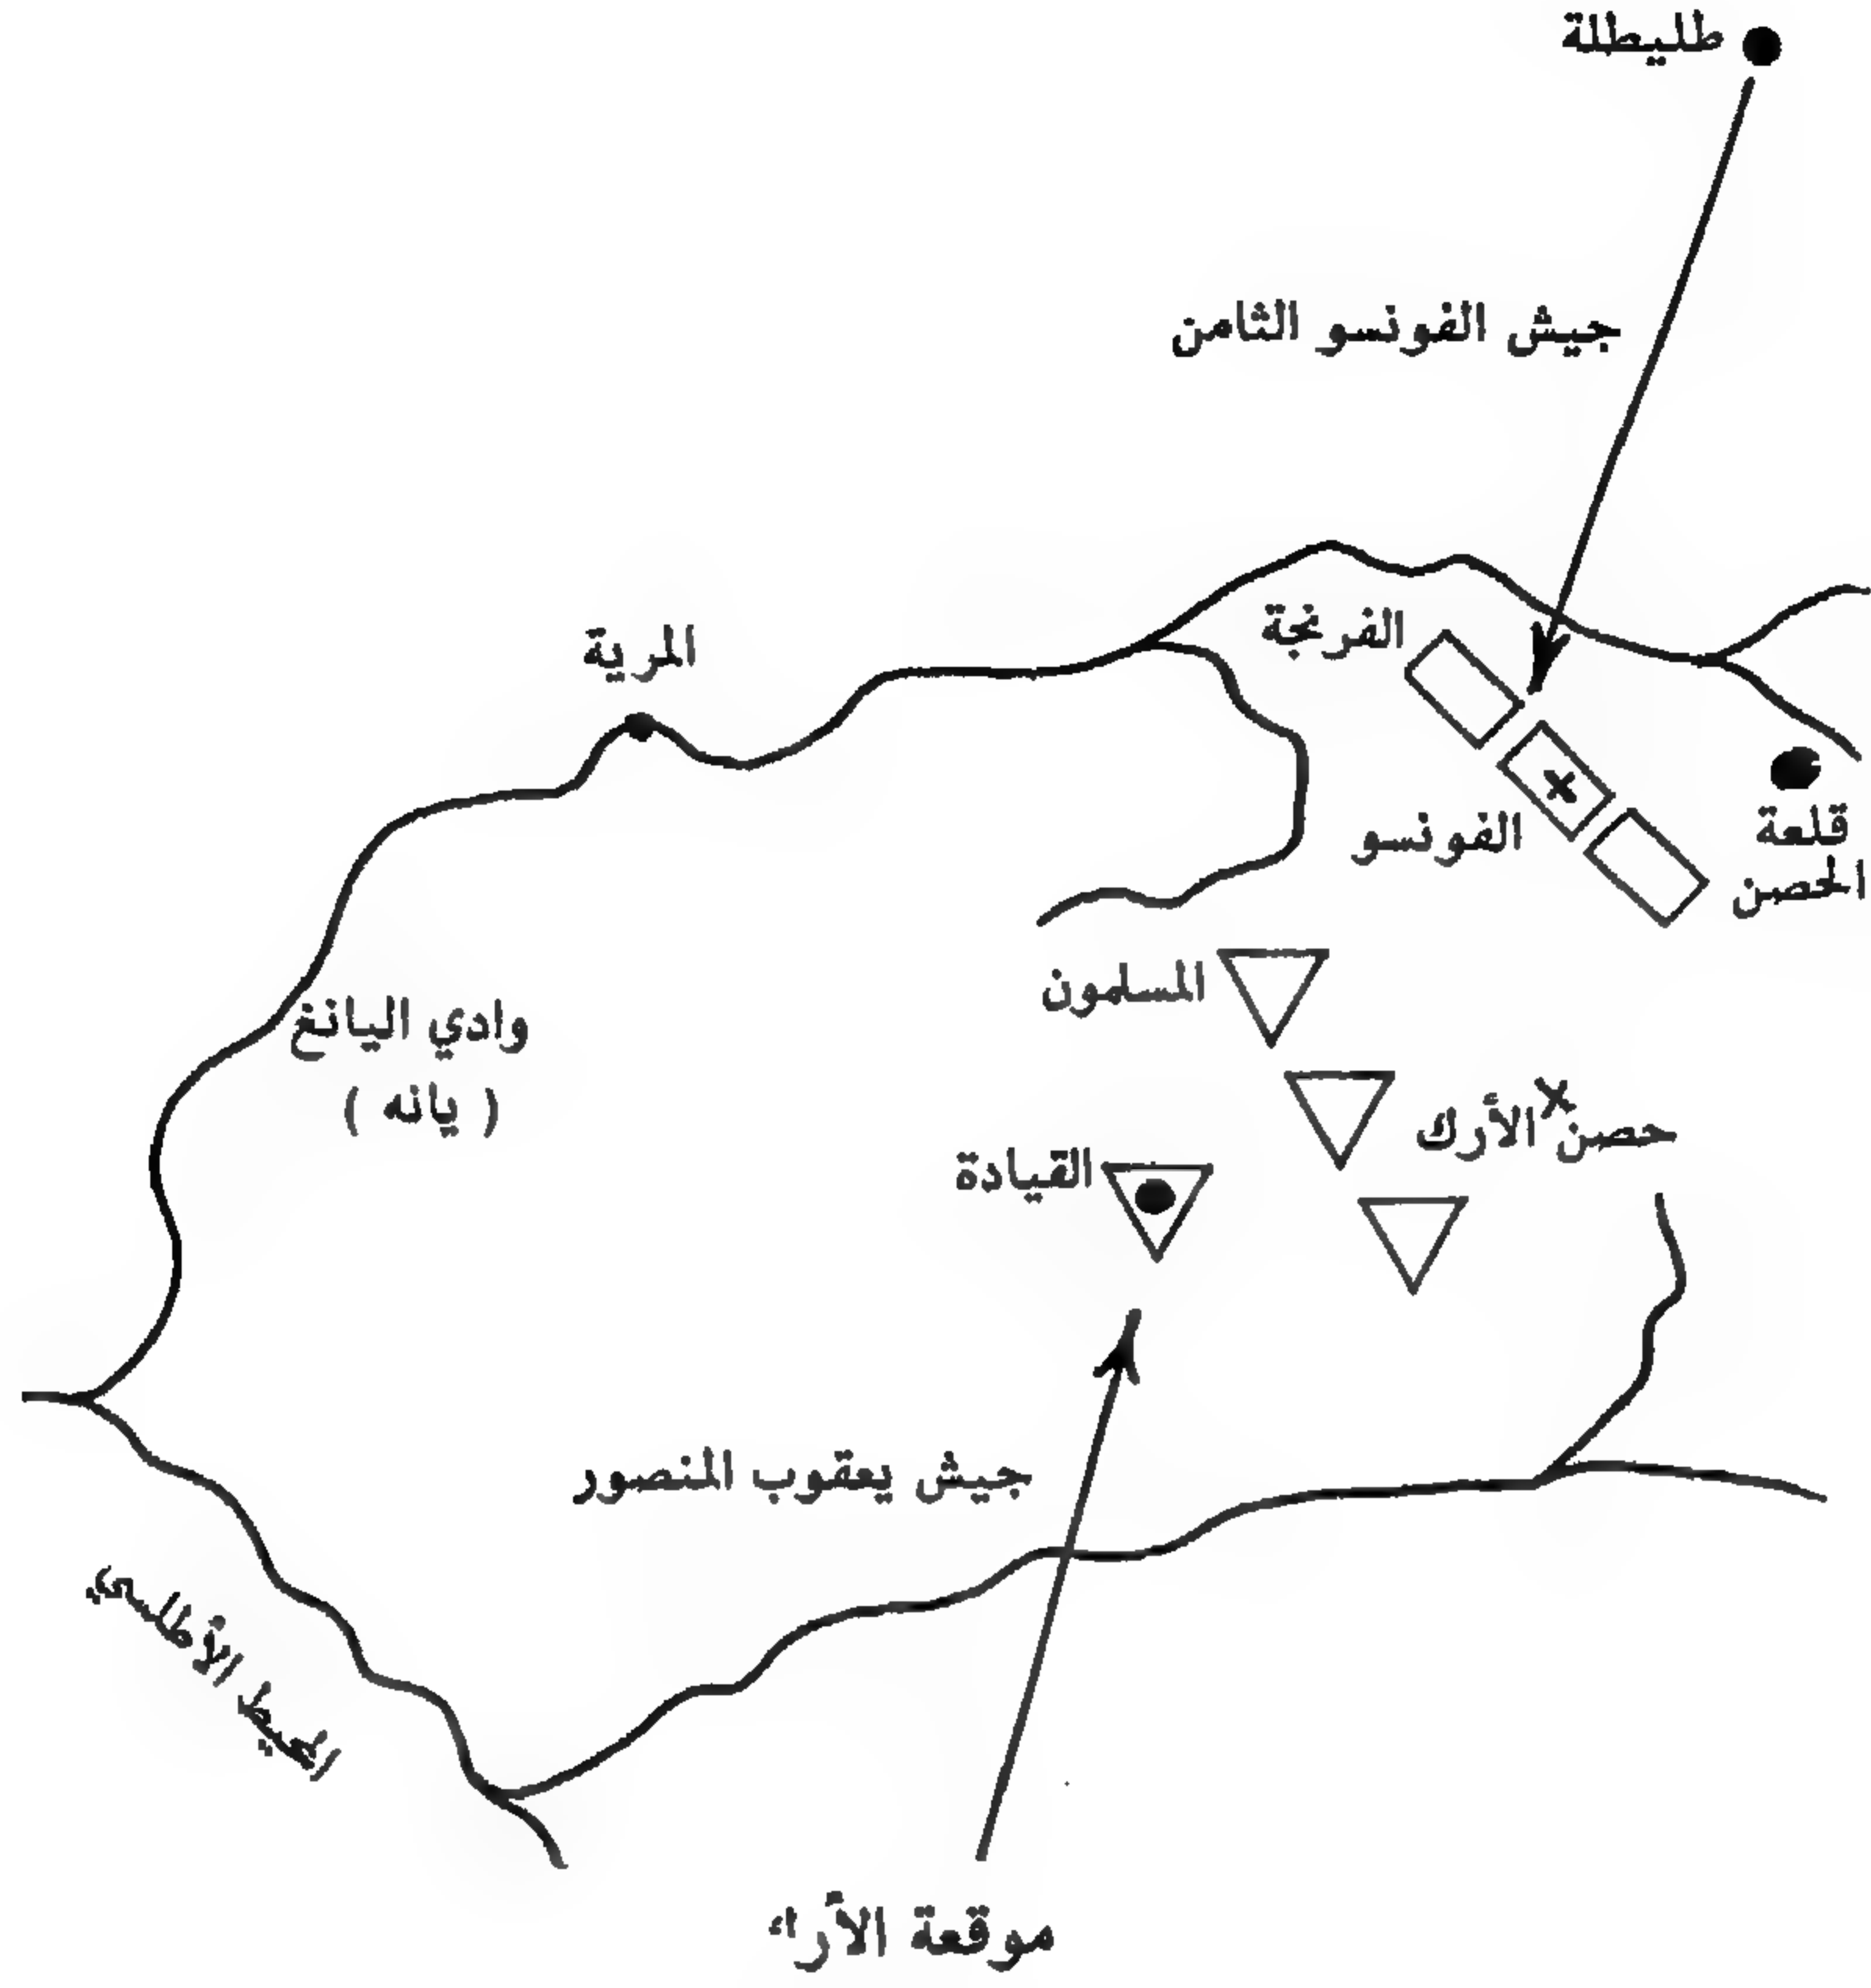 طليطلة
جيش الفونسو الثامن
الفرنجة
المرية
الفونسو
قلعة
الحصن
المسلمون
وادي اليانع
( يانه )
حصن الأرك
القيادة
جيش يعقوب المنصور
المحيط الأطلسي
موقعة الأرك